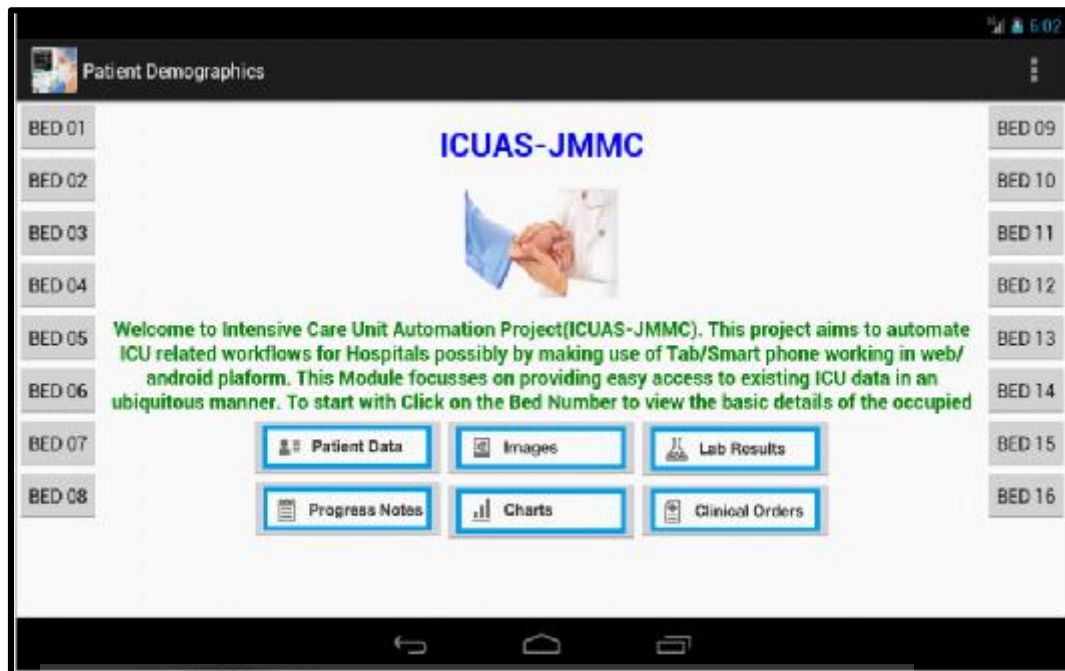 6:02
Patient Demographics
BED 01
BED 02
BED 03
BED 04
BED 05
BED 06
BED 07
BED 08
ICUAS-JMMC
Welcome to Intensive Care Unit Automation Project(ICUAS-JMMC). This project aims to automate
ICU related workflows for Hospitals possibly by making use of Tab/Smart phone working in web/
android plaform. This Module focusses on providing easy access to existing ICU data in an
ubiquitous manner. To start with Click on the Bed Number to view the basic details of the occupied
Patient Data
Images
Lab Results
Progress Notes
Charts
Clinical Orders
BED 09
BED 10
BED 11
BED 12
BED 13
BED 14
BED 15
BED 16